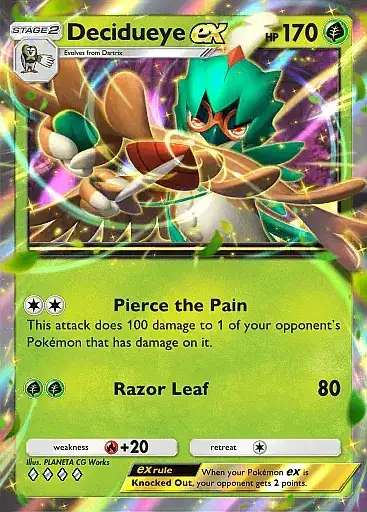 STAGE 2 Decidueye ex HP 170
Evolves from Dartrix
Pierce the Pain
This attack does 100 damage to 1 of your opponent's
Pokémon that has damage on it.
Razor Leaf 80
weakness +20 retreat
Illus. PLANETA CG Works
ex rule When your Pokémon ex is
Knocked Out, your opponent gets 2 points.